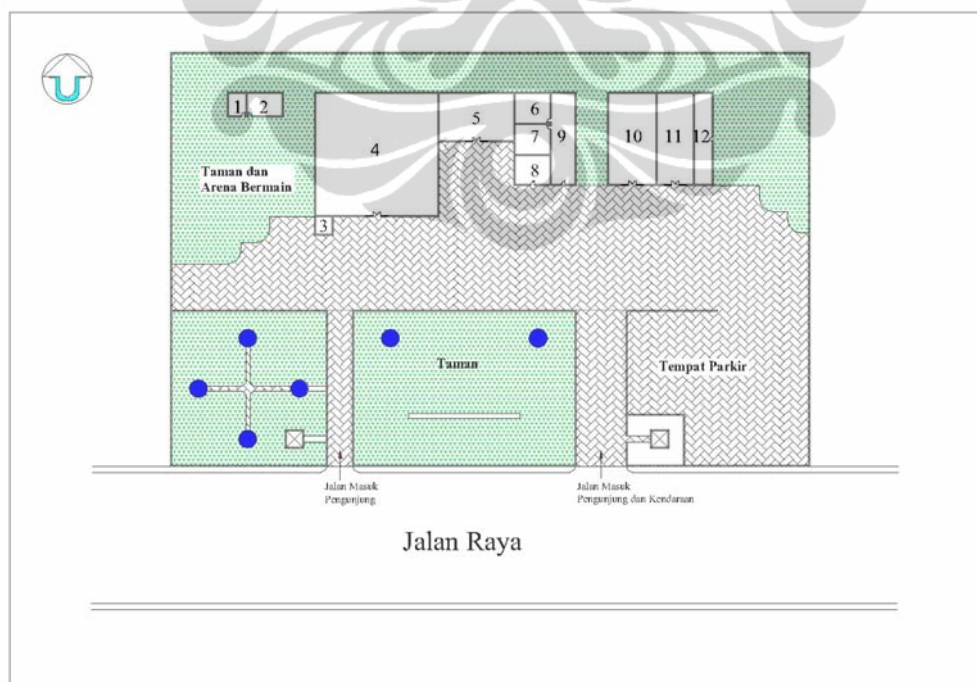 U
1 2
4
5
6
7
8
9
10 11 12
Taman dan
Arena Bermain
3
Taman
Tempat Parkir
Jalan Masuk
Pengunjung
Jalan Masuk
Pengunjung dan Kendaraan
Jalan Raya